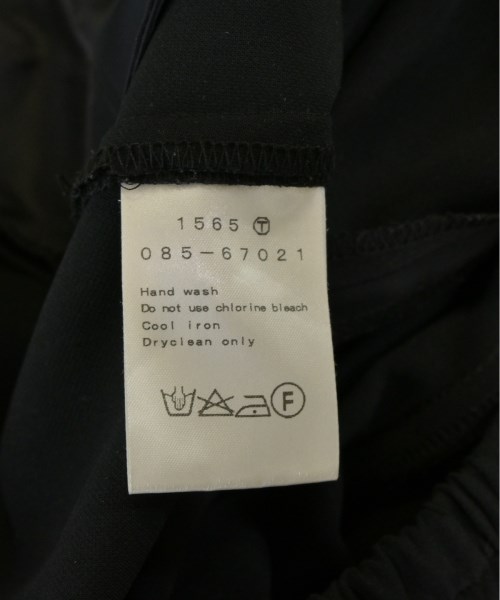 1565 Ⓣ
085-67021
Hand wash
Do not use chlorine bleach
Cool iron
Dryclean only
Ⓕ